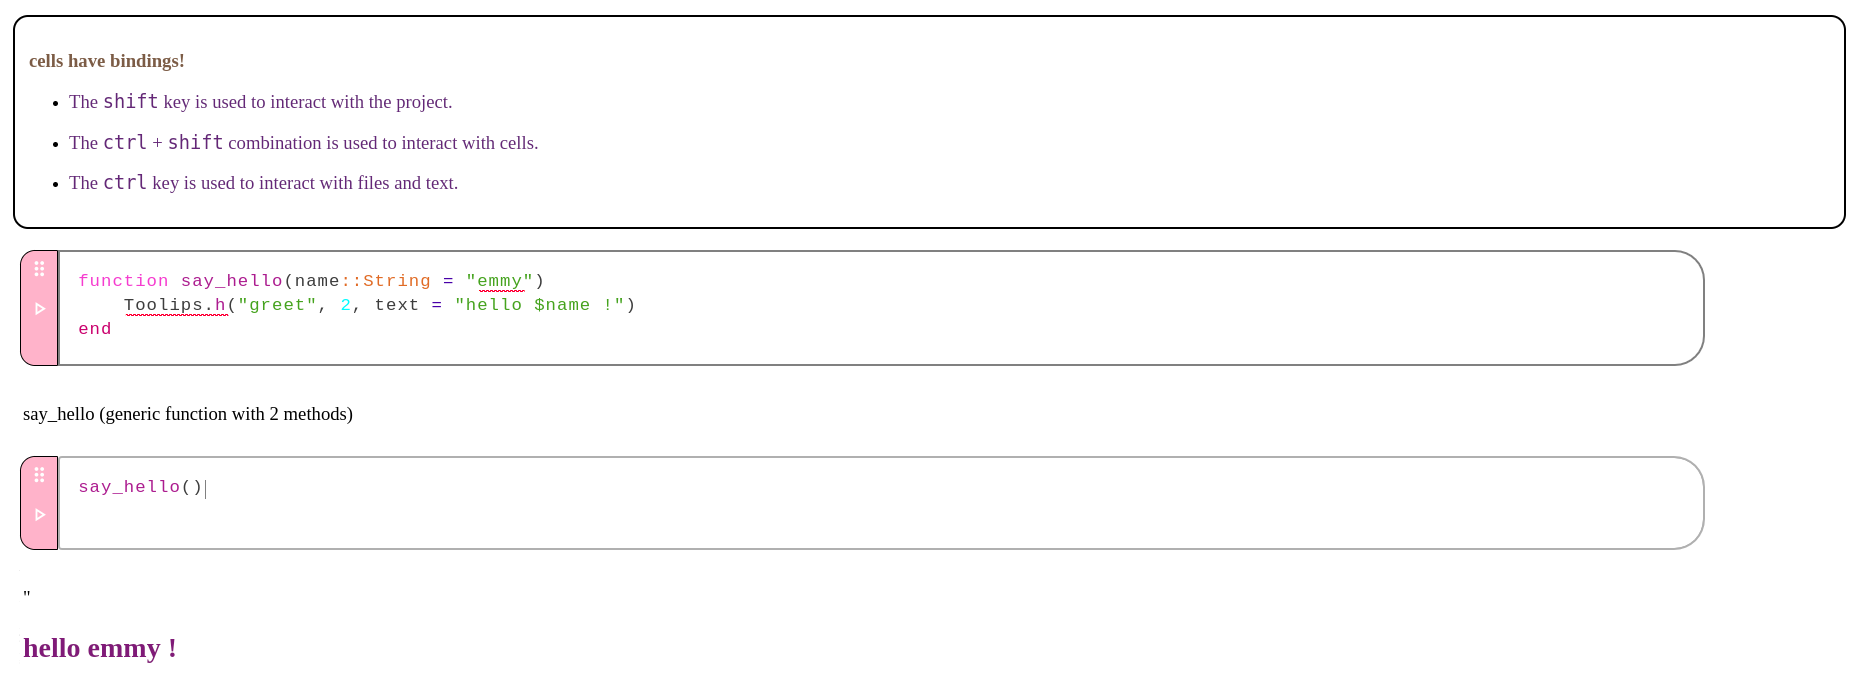 cells have bindings!
• The shift key is used to interact with the project.
• The ctrl + shift combination is used to interact with cells.
• The ctrl key is used to interact with files and text.
function say_hello(name::String = "emmy")
    Toolips.h("greet", 2, text = "hello $name !")
end
say_hello (generic function with 2 methods)
say_hello()
"
hello emmy !